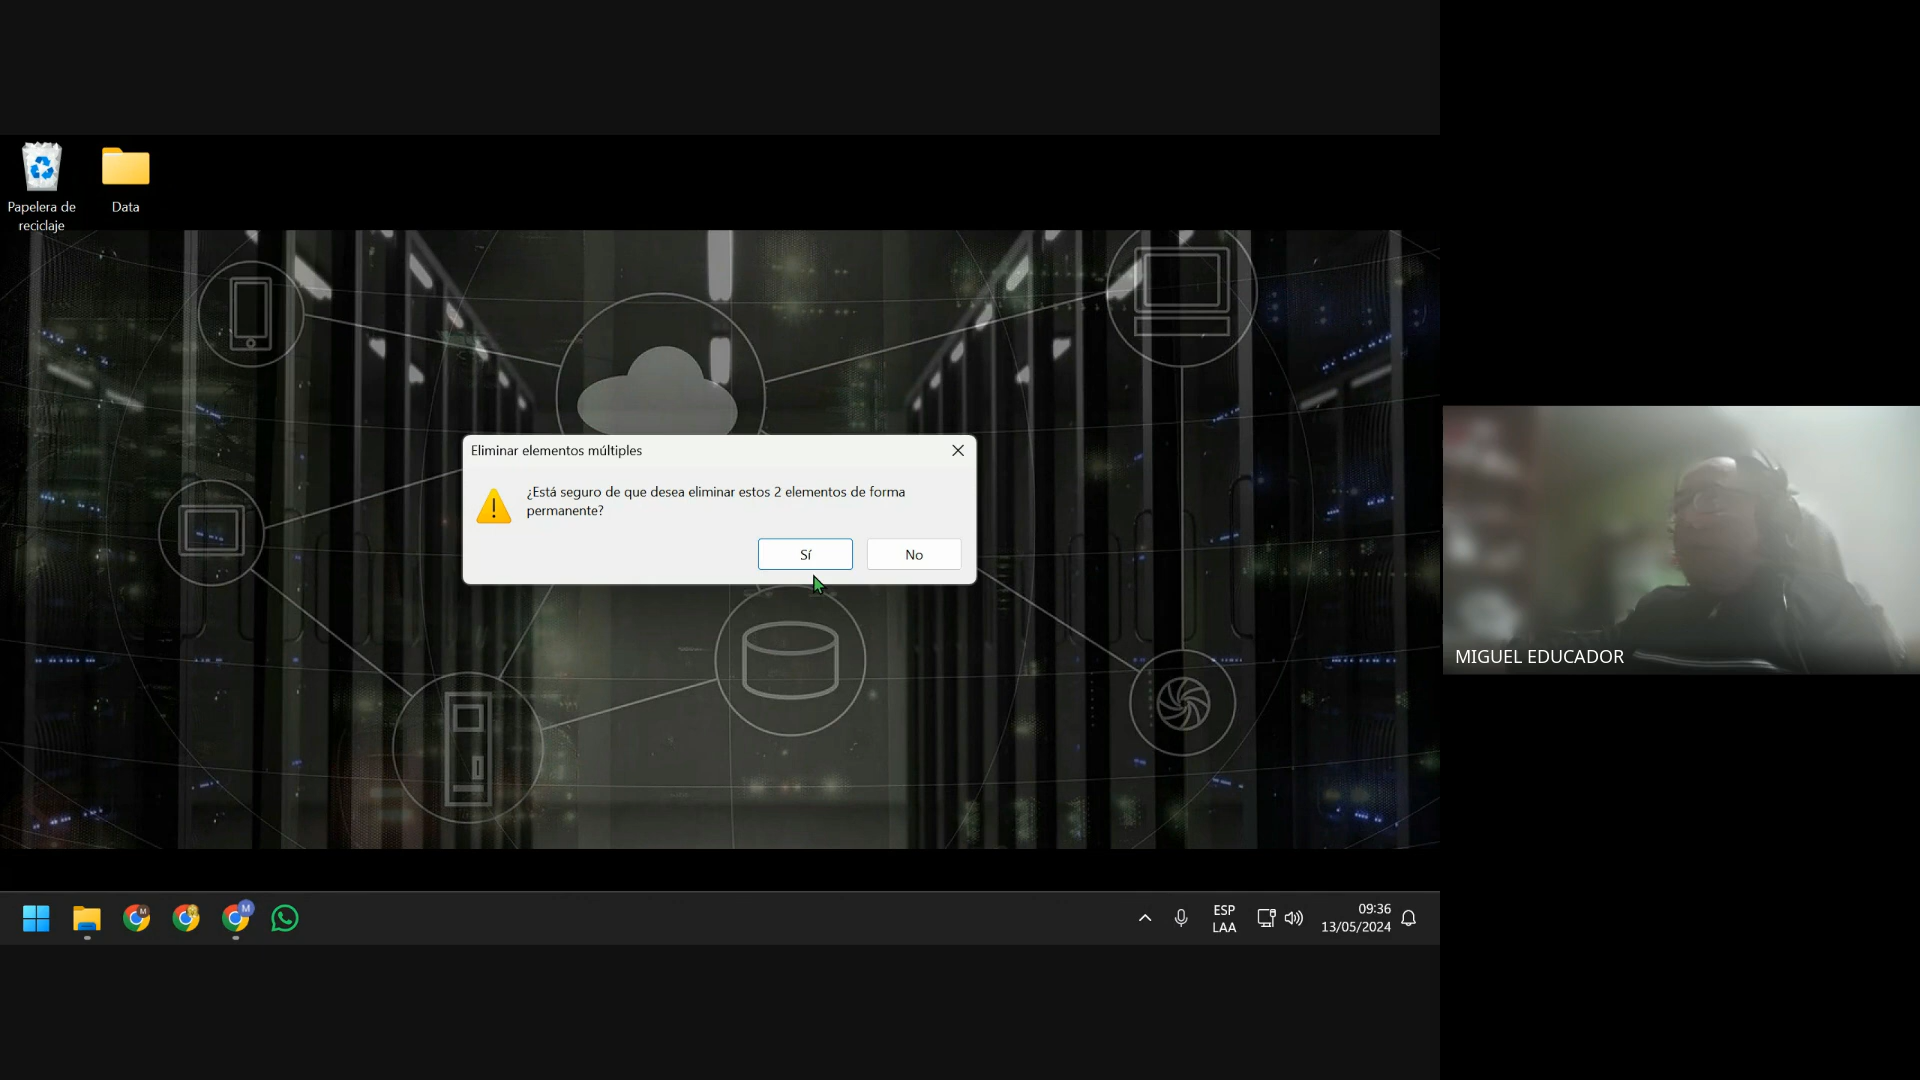 Papelera de
reciclaje
Data
Eliminar elementos múltiples
¿Está seguro de que desea eliminar estos 2 elementos de forma
permanente?
Sí
No
MIGUEL EDUCADOR
M
M
ESP
LAA
09:36
13/05/2024